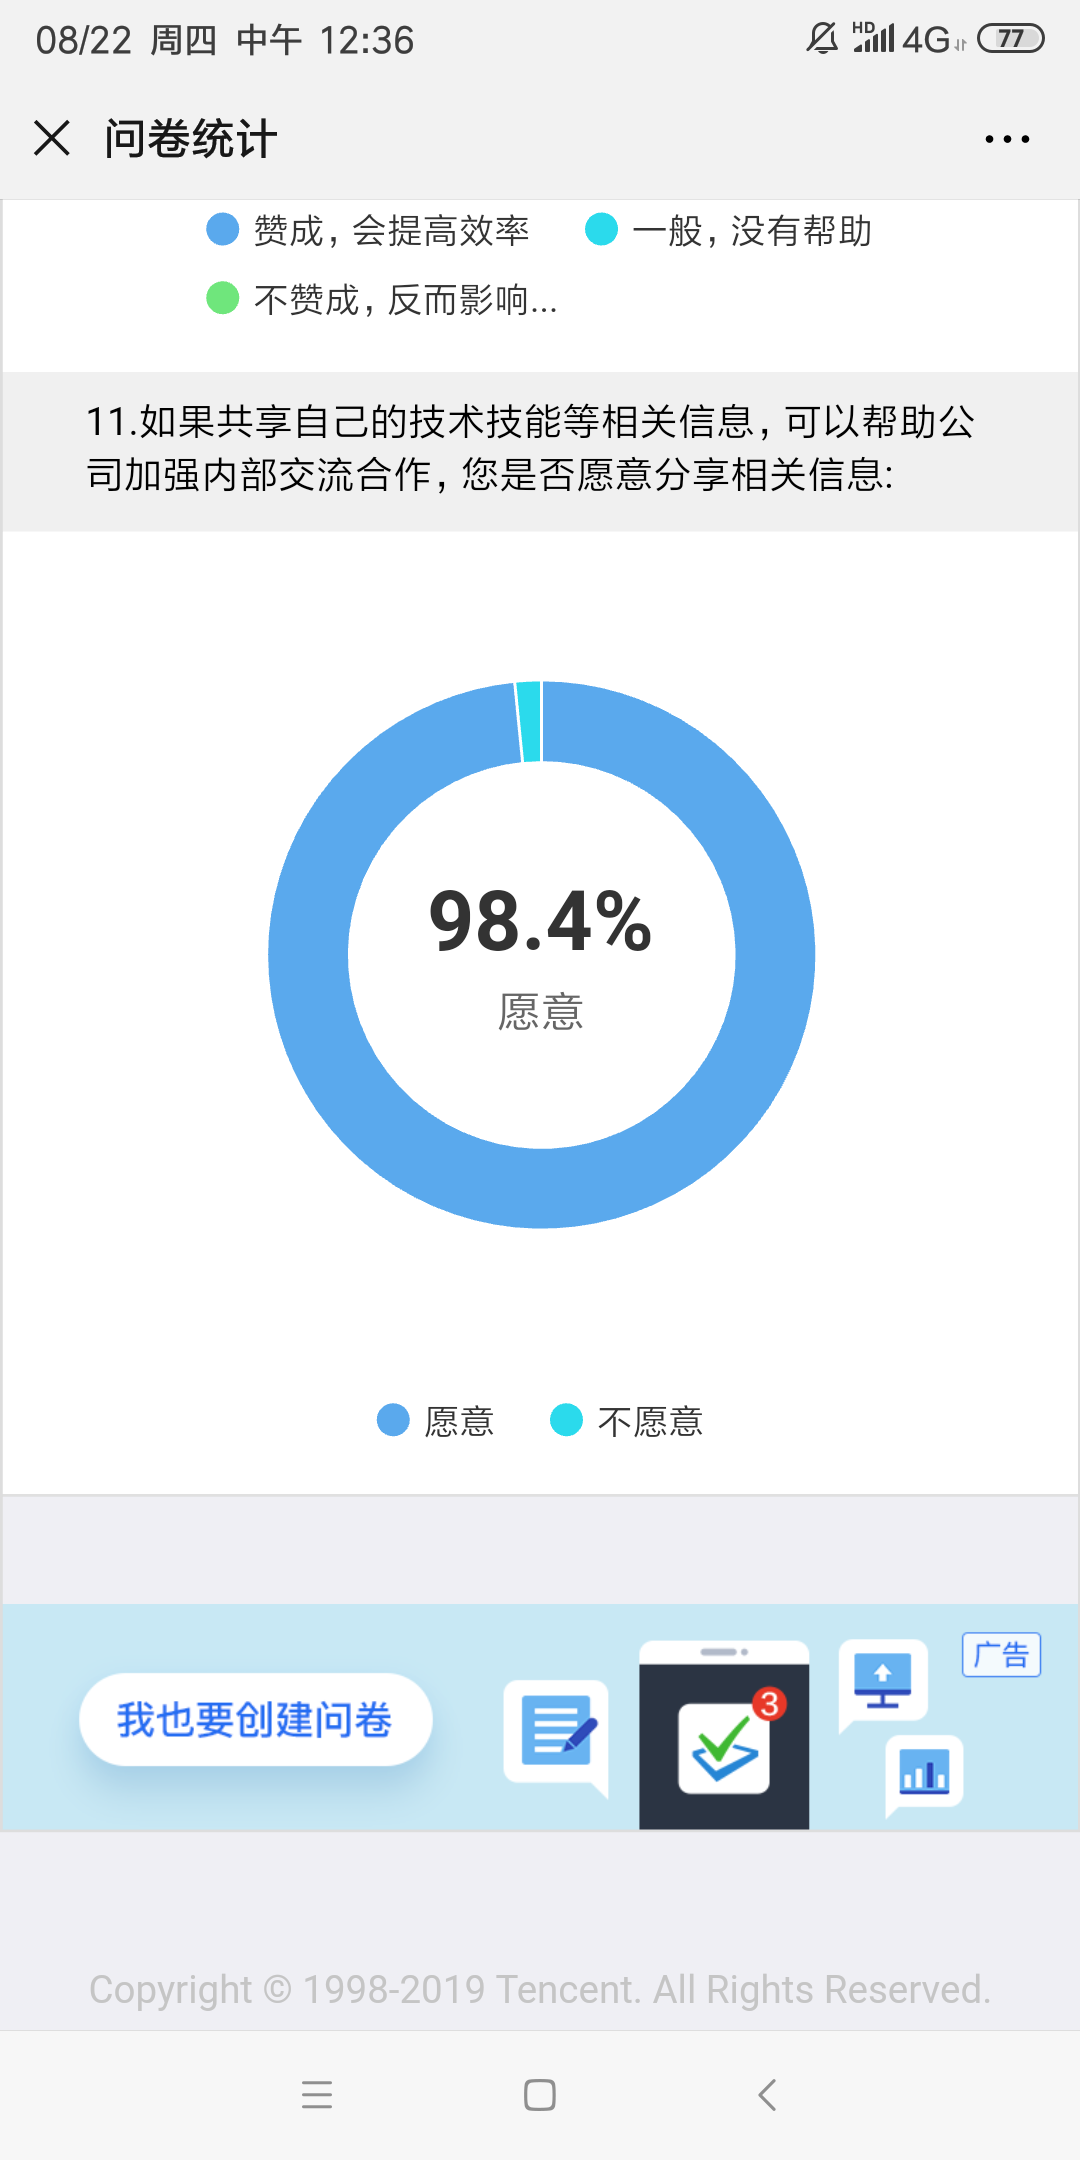 08/22 周四 中午 12:36
HD 4G 77
问卷统计
赞成，会提高效率 一般，没有帮助
不赞成，反而影响...
11.如果共享自己的技术技能等相关信息，可以帮助公
司加强内部交流合作，您是否愿意分享相关信息:
98.4%
愿意
愿意 不愿意
广告
3
我也要创建问卷
Copyright © 1998-2019 Tencent. All Rights Reserved.